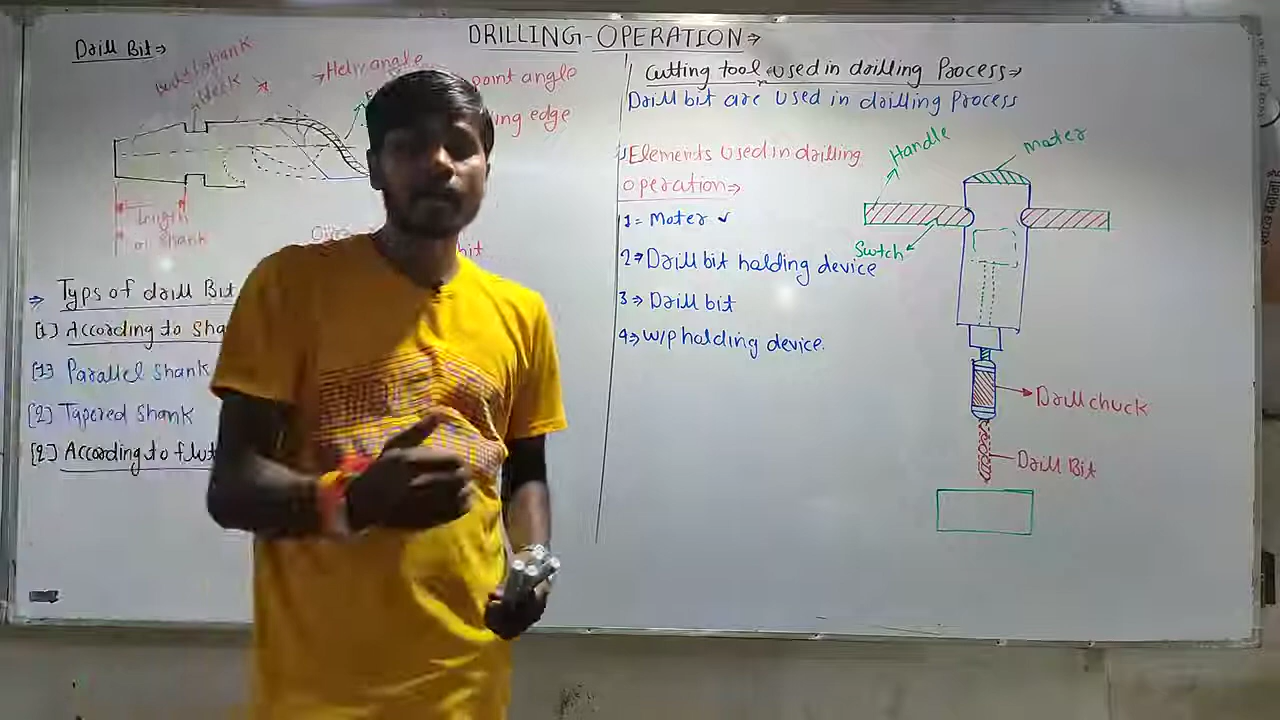 DRILLING-OPERATION⇒
Drill Bit⇒
shank
Neck
Helix angle
point angle
ing edge
Length
of shank
bit
⇒ Typs of drill Bit
[1] According to Sha
[1] Parallel Shank
[2] Tapered Shank
[2] According to flut
Cutting tool used in drilling Process⇒
Drill bit are used in drilling Process
Elements used in drilling
operation⇒
1= Moter ✓
2⇒ Drill bit holding device
3⇒ Drill bit
4⇒ w/p holding device.
Handle
Moter
Swtch
Drill chuck
Drill Bit